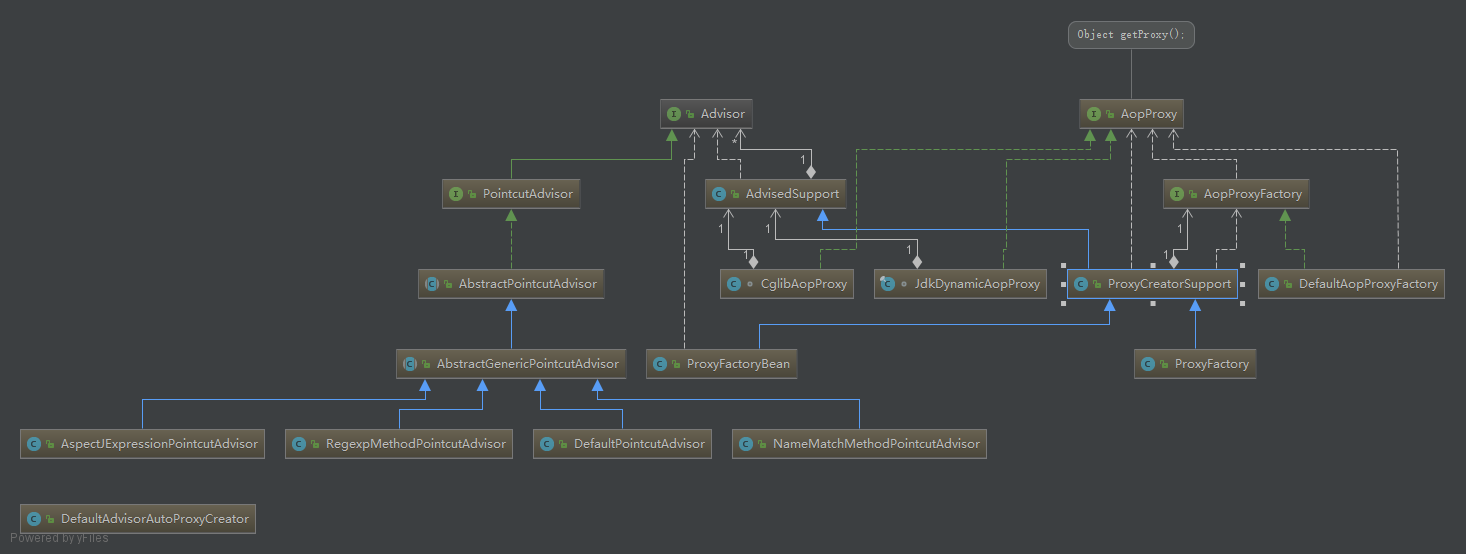 Object getProxy();
Advisor
AopProxy
*
1
PointcutAdvisor
AdvisedSupport
AopProxyFactory
1
1
1
1
1
1
AbstractPointcutAdvisor
CglibAopProxy
JdkDynamicAopProxy
ProxyCreatorSupport
DefaultAopProxyFactory
AbstractGenericPointcutAdvisor
ProxyFactoryBean
ProxyFactory
AspectJExpressionPointcutAdvisor
RegexpMethodPointcutAdvisor
DefaultPointcutAdvisor
NameMatchMethodPointcutAdvisor
DefaultAdvisorAutoProxyCreator
Powered by yFiles